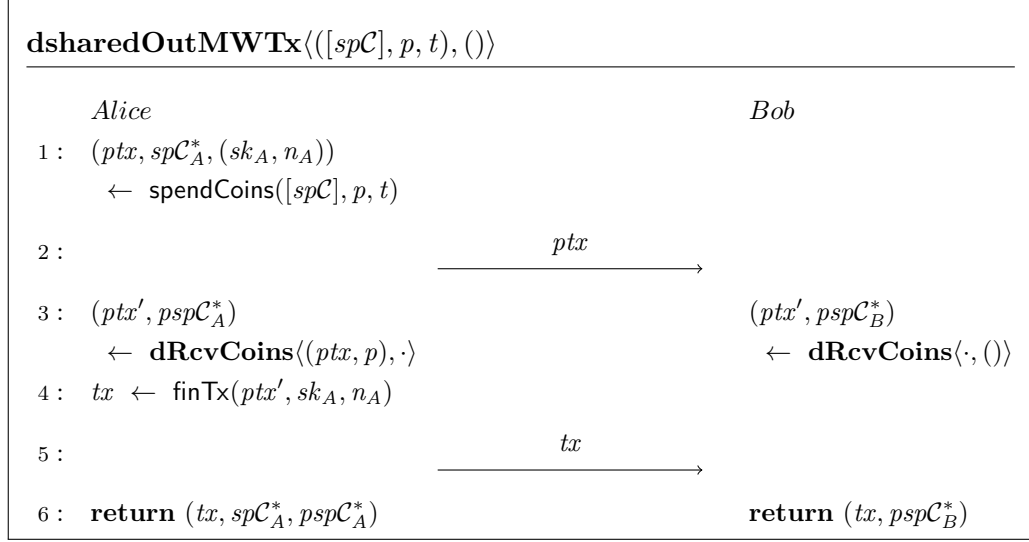 dsharedOutMWTx⟨([sp𝒞], p, t), ()⟩
Alice Bob
1 : (ptx, sp𝒞*_A, (sk_A, n_A))
← spendCoins([sp𝒞], p, t)
2 : ptx
3 : (ptx′, psp𝒞*_A) (ptx′, psp𝒞*_B)
← dRcvCoins⟨(ptx, p), ·⟩ ← dRcvCoins⟨·, ()⟩
4 : tx ← finTx(ptx′, sk_A, n_A)
5 : tx
6 : return (tx, sp𝒞*_A, psp𝒞*_A) return (tx, psp𝒞*_B)